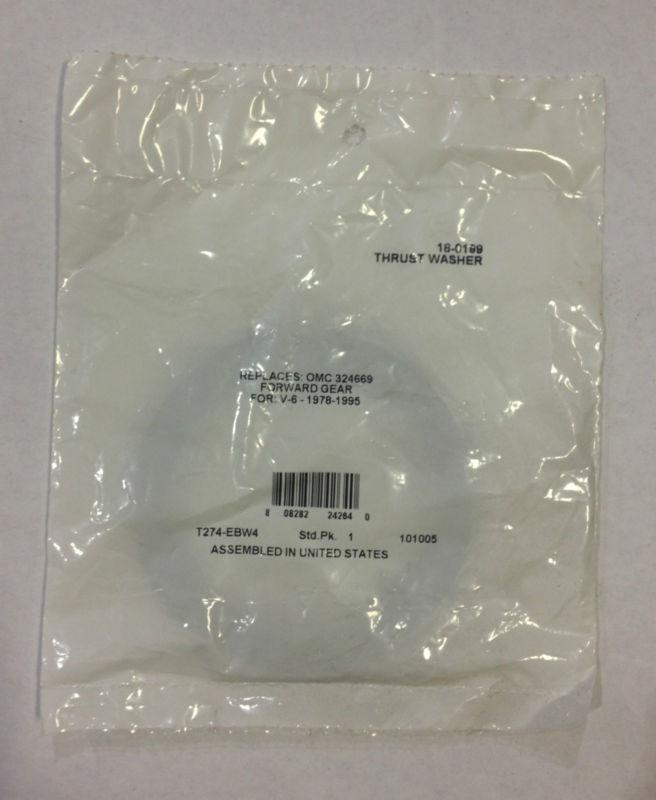 18-0199
THRUST WASHER
REPLACES: OMC 324669
FORWARD GEAR
FOR: V-6 - 1978-1995
8 08282 24264 0
T274-EBW4 Std.Pk. 1 101005
ASSEMBLED IN UNITED STATES